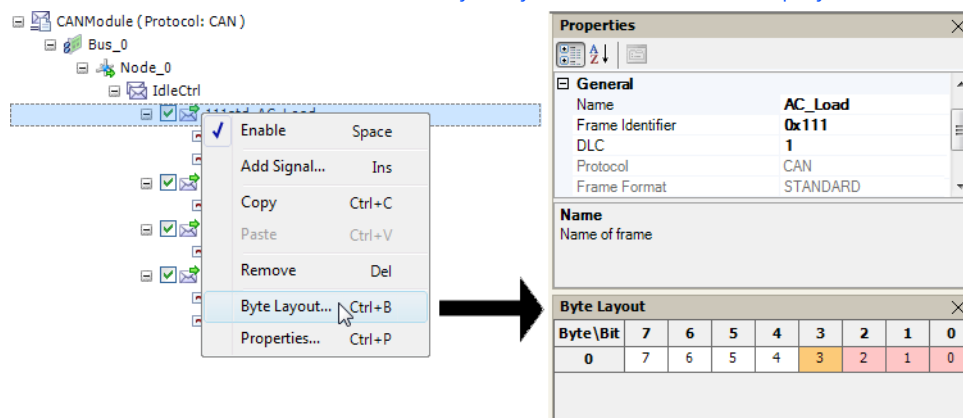 CANModule (Protocol: CAN )
Bus_0
Node_0
IdleCtrl
Enable Space
Add Signal... Ins
Copy Ctrl+C
Paste Ctrl+V
Remove Del
Byte Layout... Ctrl+B
Properties... Ctrl+P
Properties
General
Name AC_Load
Frame Identifier 0x111
DLC 1
Protocol CAN
Frame Format STANDARD
Name
Name of frame
Byte Layout
Byte\Bit 7 6 5 4 3 2 1 0
0 7 6 5 4 3 2 1 0